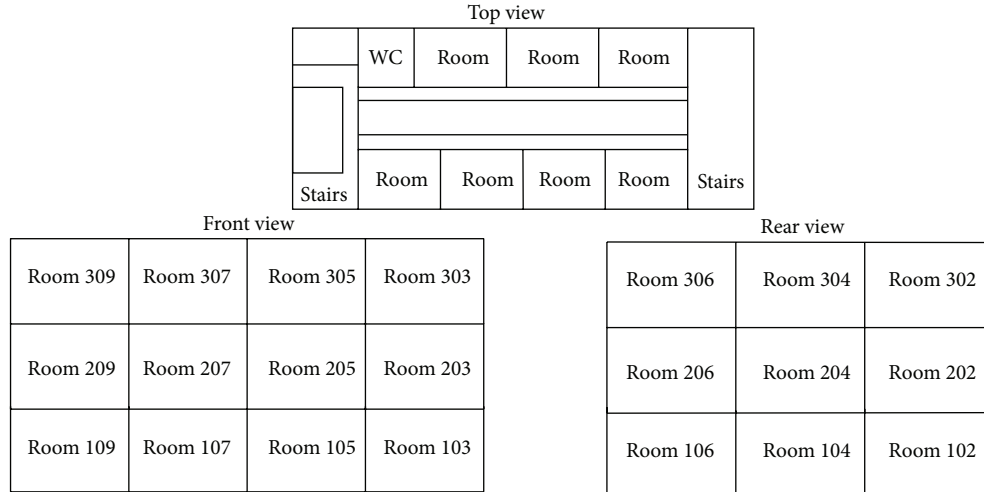 Top view
WC Room Room Room
Room Room Room Room
Stairs Stairs
Front view
Room 309 Room 307 Room 305 Room 303
Room 209 Room 207 Room 205 Room 203
Room 109 Room 107 Room 105 Room 103
Rear view
Room 306 Room 304 Room 302
Room 206 Room 204 Room 202
Room 106 Room 104 Room 102